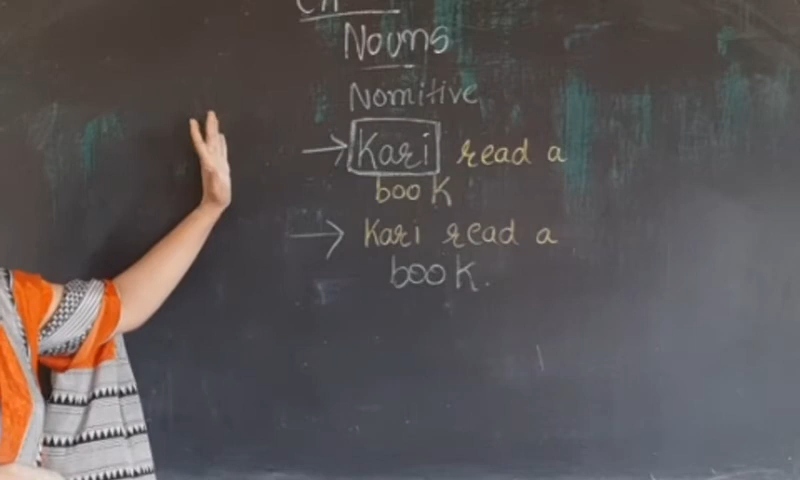 Nouns
Nomitive
→ Kari read a
book
→ Kari read a
book.